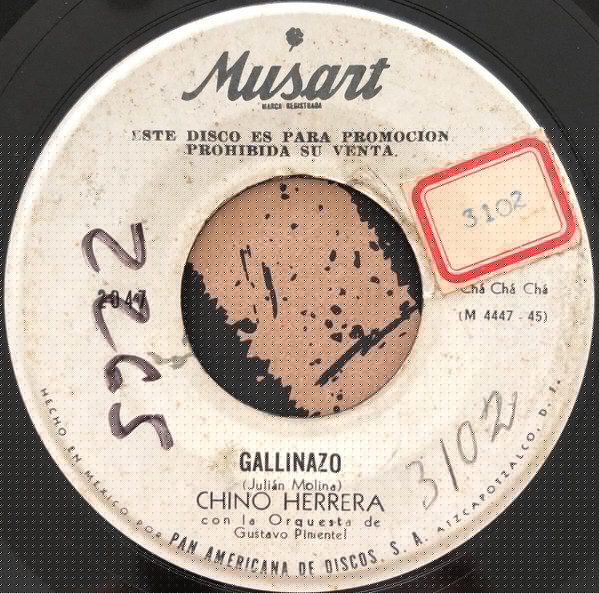 Musart
MARCA REGISTRADA
ESTE DISCO ES PARA PROMOCION
PROHIBIDA SU VENTA.
3102
Chá Chá Chá
(M 4447 - 45)
2047
3102
GALLINAZO
(Julián Molina)
CHINO HERRERA
con la Orquesta de
Gustavo Pimentel
HECHO EN MEXICO POR PAN AMERICANA DE DISCOS, S. A. ATZCAPOTZALCO, D. F.